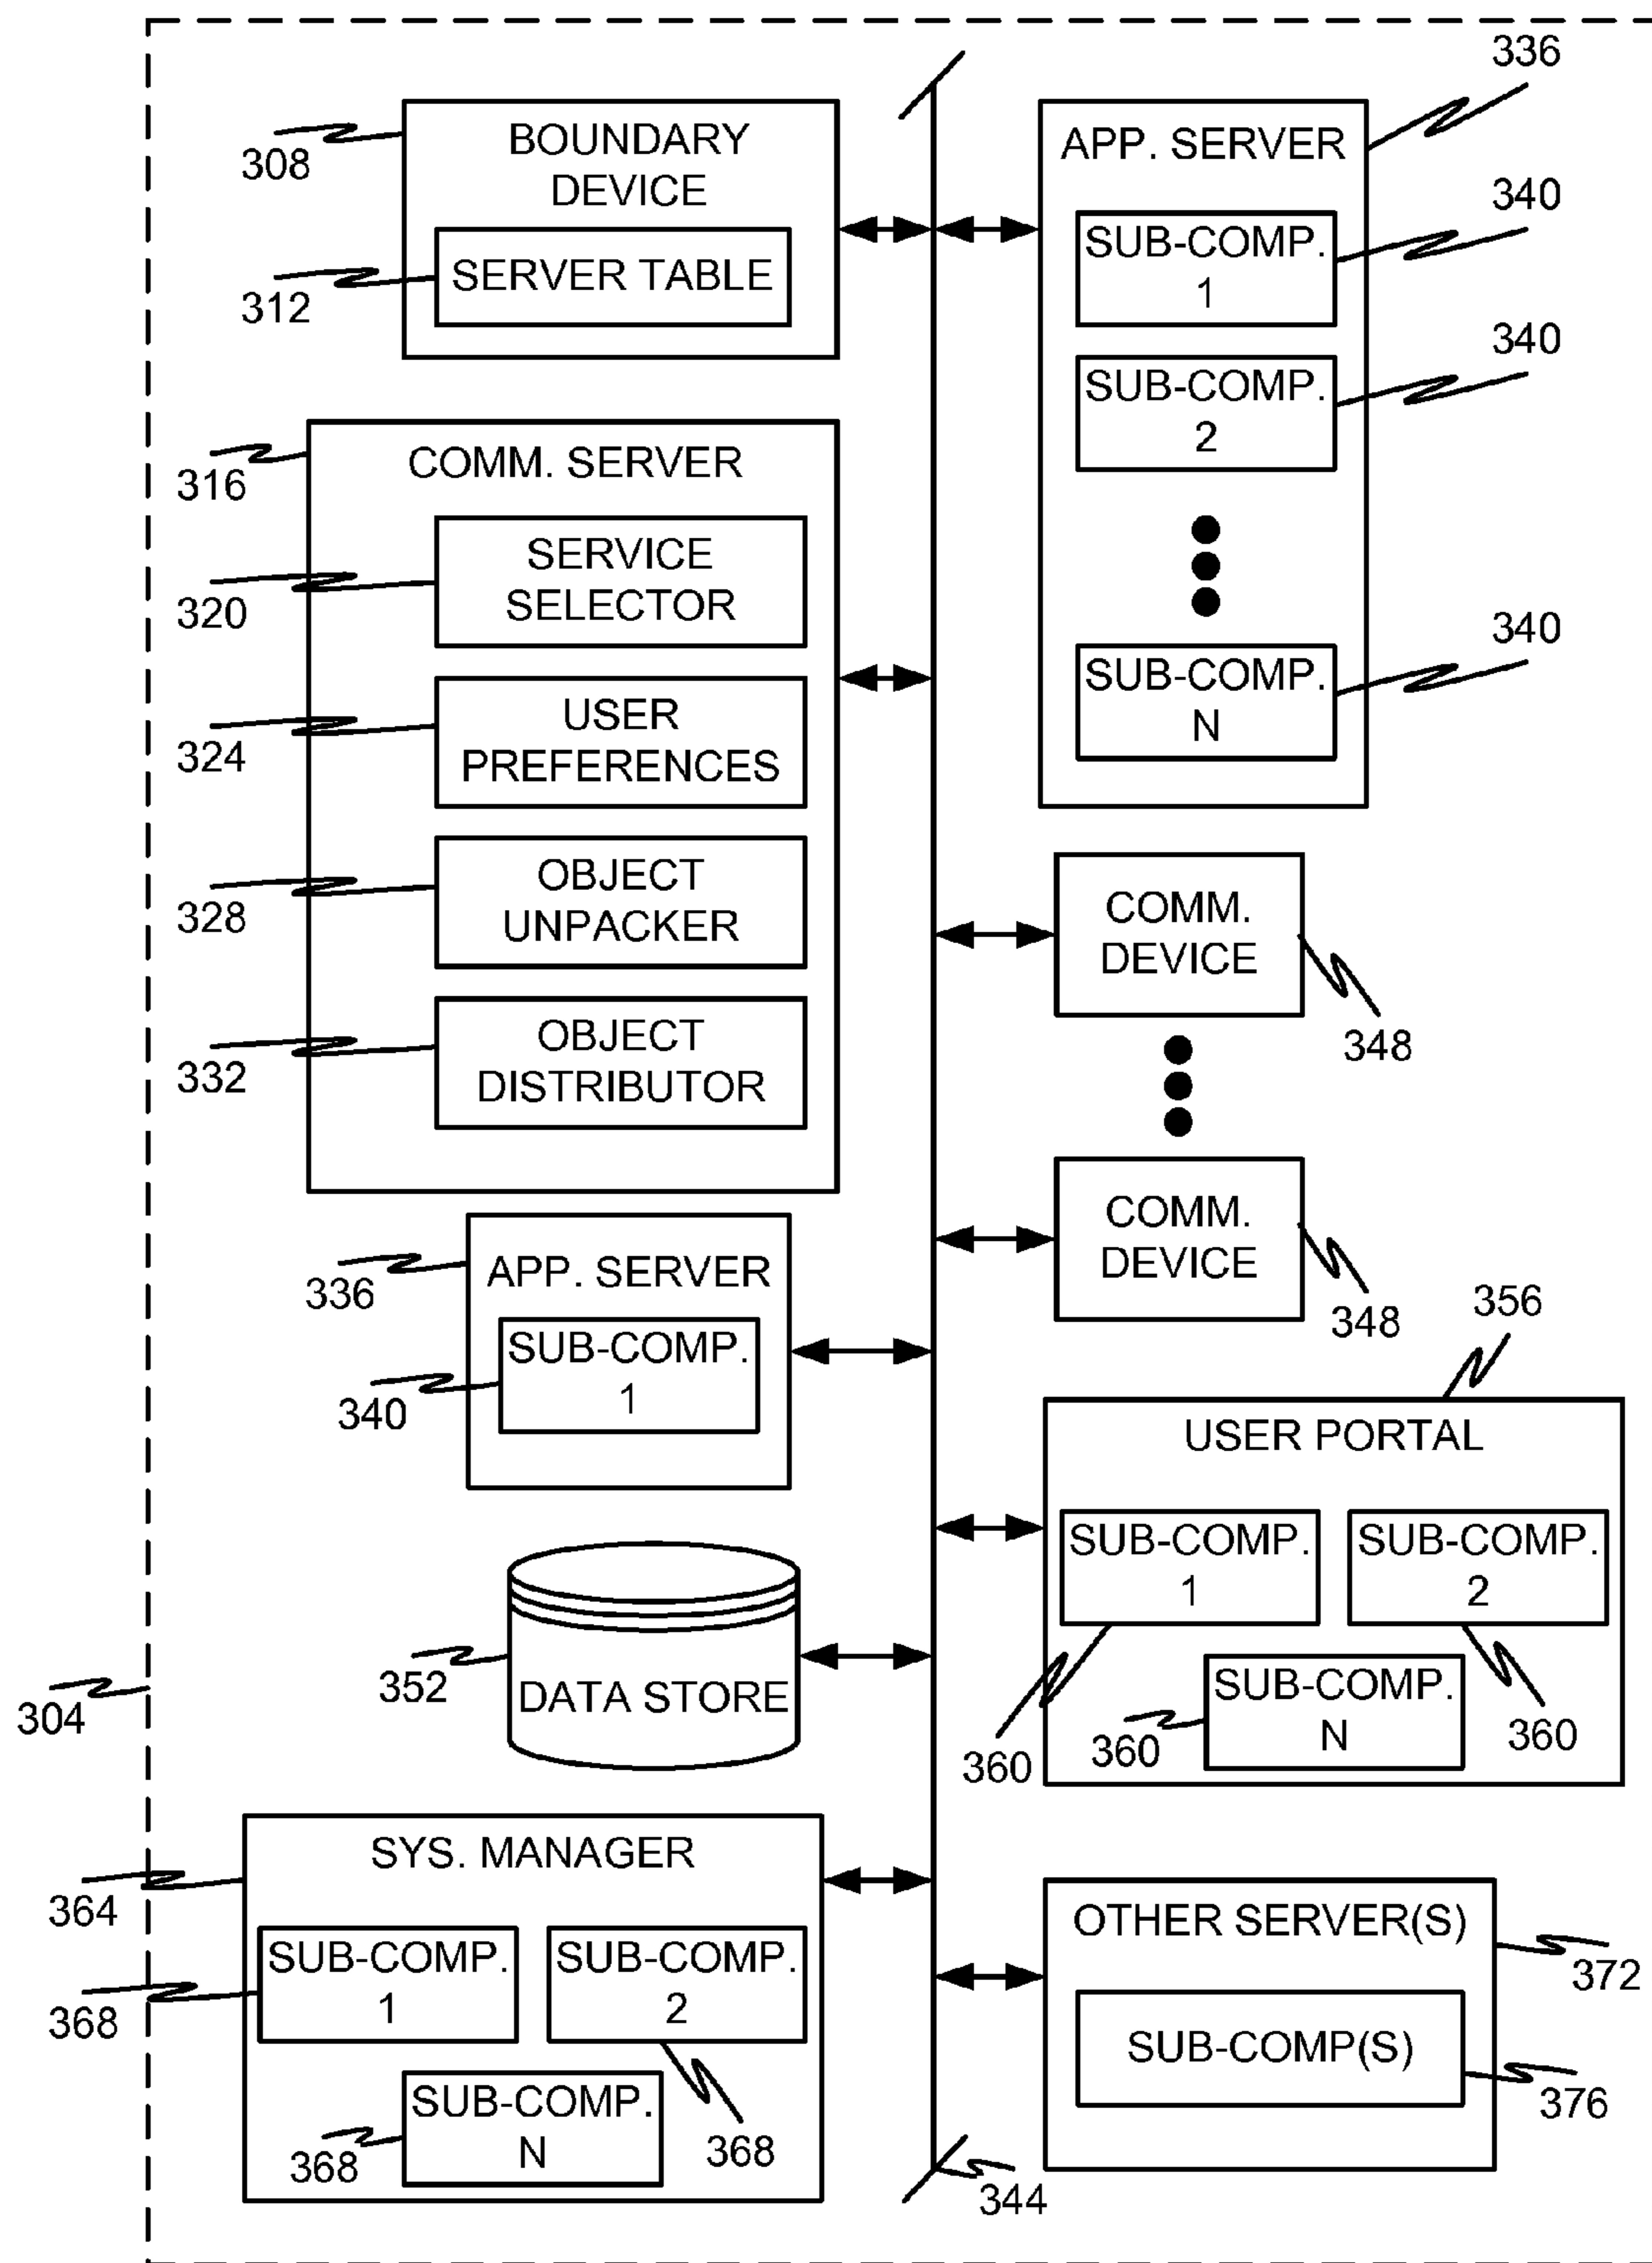 336
BOUNDARY
DEVICE
308
SERVER TABLE
312
APP. SERVER
SUB-COMP.
1
340
SUB-COMP.
2
340
SUB-COMP.
N
340
COMM. SERVER
316
SERVICE
SELECTOR
320
USER
PREFERENCES
324
OBJECT
UNPACKER
328
OBJECT
DISTRIBUTOR
332
COMM.
DEVICE
348
COMM.
DEVICE
348
APP. SERVER
336
SUB-COMP.
1
340
356
USER PORTAL
SUB-COMP.
1
360
SUB-COMP.
2
360
SUB-COMP.
N
360
DATA STORE
352
304
SYS. MANAGER
364
SUB-COMP.
1
368
SUB-COMP.
2
368
SUB-COMP.
N
368
OTHER SERVER(S)
372
SUB-COMP(S)
376
344